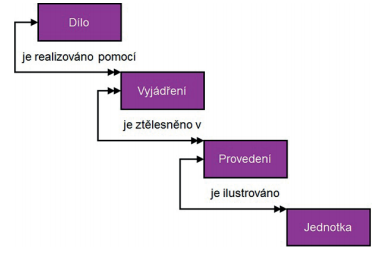 Dílo
je realizováno pomocí
Vyjádření
je ztělesněno v
Provedení
je ilustrováno
Jednotka